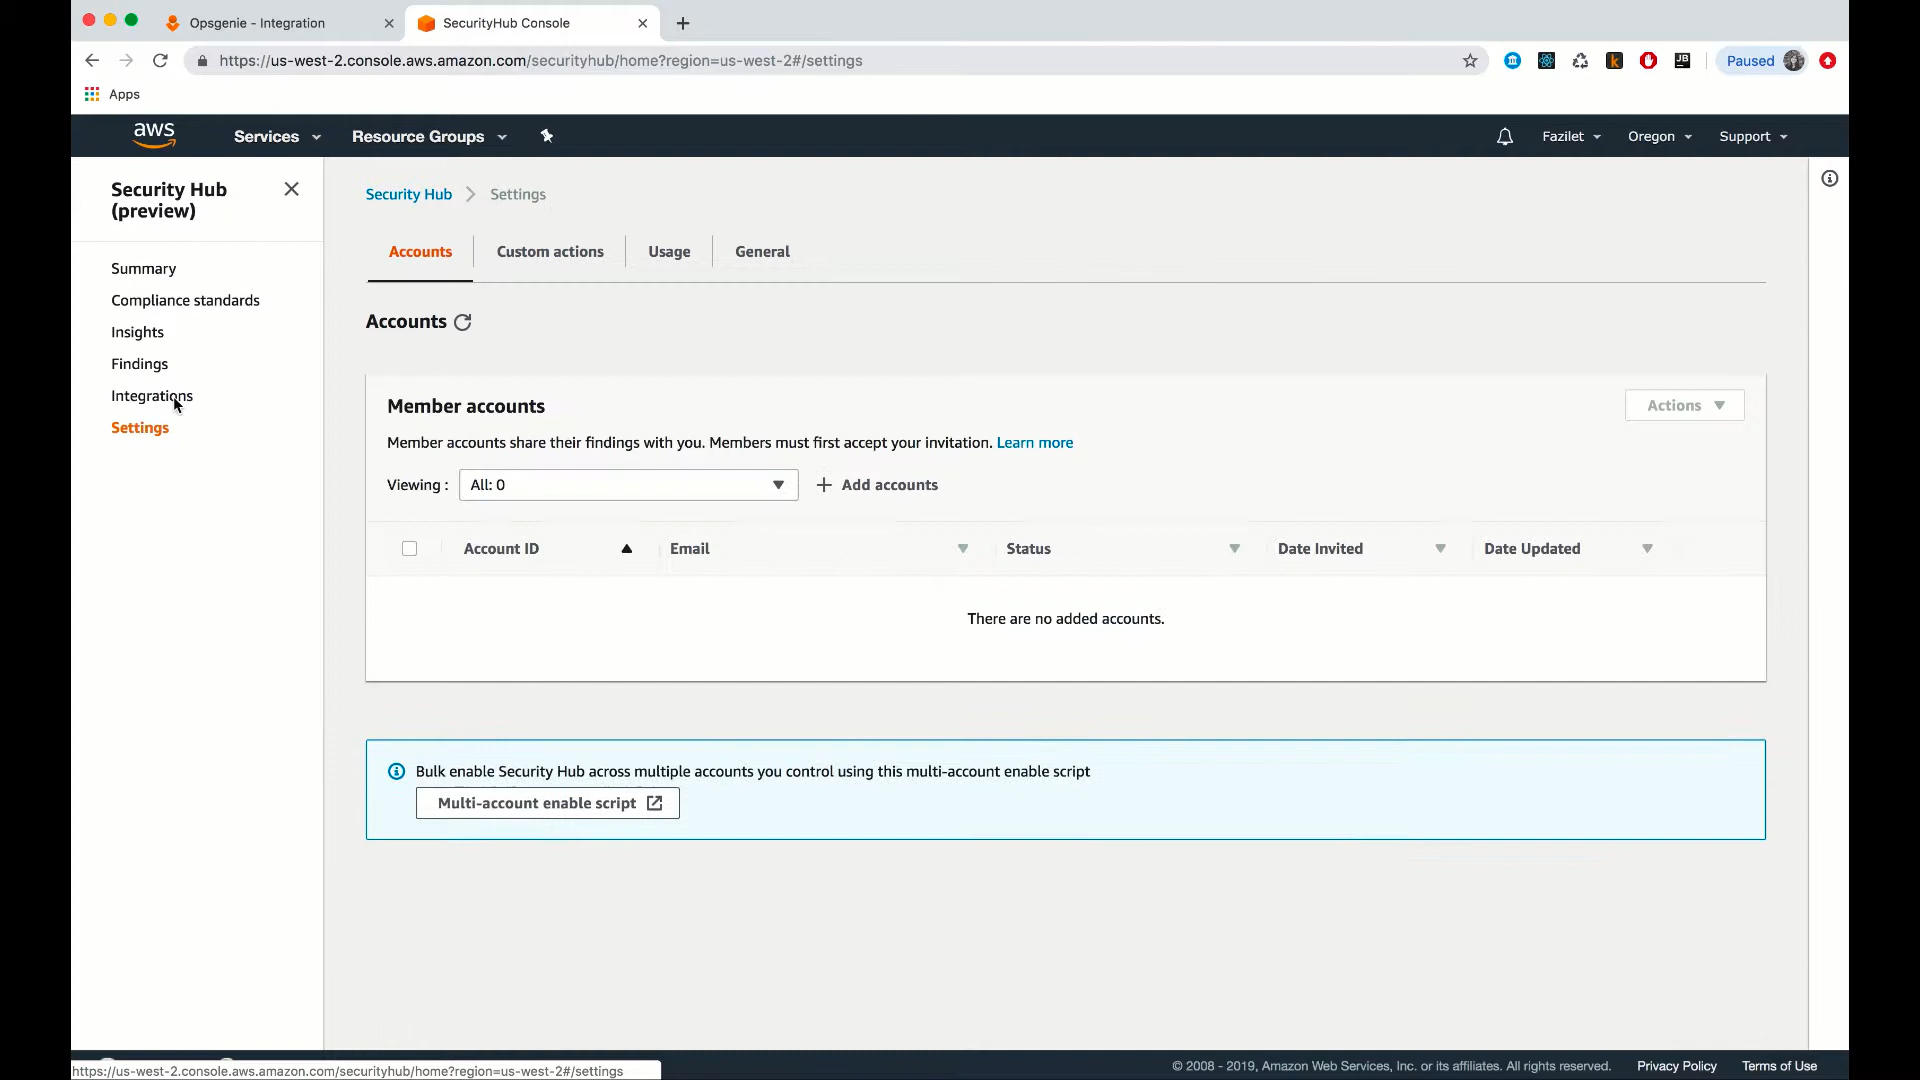 Opsgenie - Integration
SecurityHub Console
https://us-west-2.console.aws.amazon.com/securityhub/home?region=us-west-2#/settings
k
JB
Paused
Apps
aws
Services
Resource Groups
Fazilet
Oregon
Support
Security Hub
(preview)
Summary
Compliance standards
Insights
Findings
Integrations
Settings
Security Hub
Settings
Accounts
Custom actions
Usage
General
Accounts
Member accounts
Actions
Member accounts share their findings with you. Members must first accept your invitation. Learn more
Viewing :
All: 0
Add accounts
Account ID
Email
Status
Date Invited
Date Updated
There are no added accounts.
Bulk enable Security Hub across multiple accounts you control using this multi-account enable script
Multi-account enable script
https://us-west-2.console.aws.amazon.com/securityhub/home?region=us-west-2#/settings
© 2008 - 2019, Amazon Web Services, Inc. or its affiliates. All rights reserved.
Privacy Policy
Terms of Use